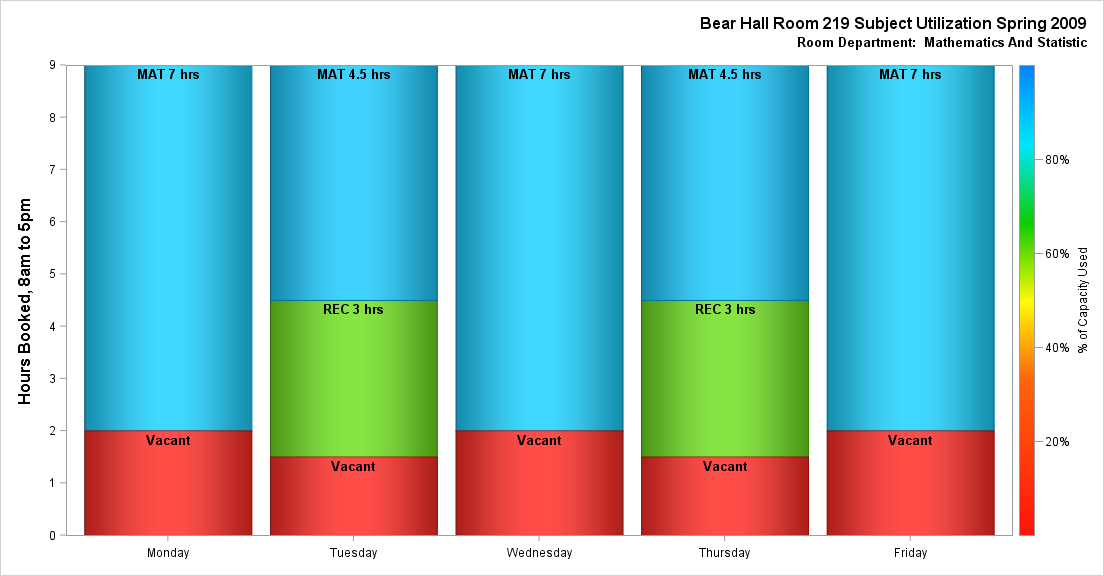 Bear Hall Room 219 Subject Utilization Spring 2009
Room Department:  Mathematics And Statistic
Hours Booked, 8am to 5pm
9
8
7
6
5
4
3
2
1
0
MAT 7 hrs
Vacant
MAT 4.5 hrs
REC 3 hrs
Vacant
MAT 7 hrs
Vacant
MAT 4.5 hrs
REC 3 hrs
Vacant
MAT 7 hrs
Vacant
Monday
Tuesday
Wednesday
Thursday
Friday
80%
60%
40%
20%
% of Capacity Used